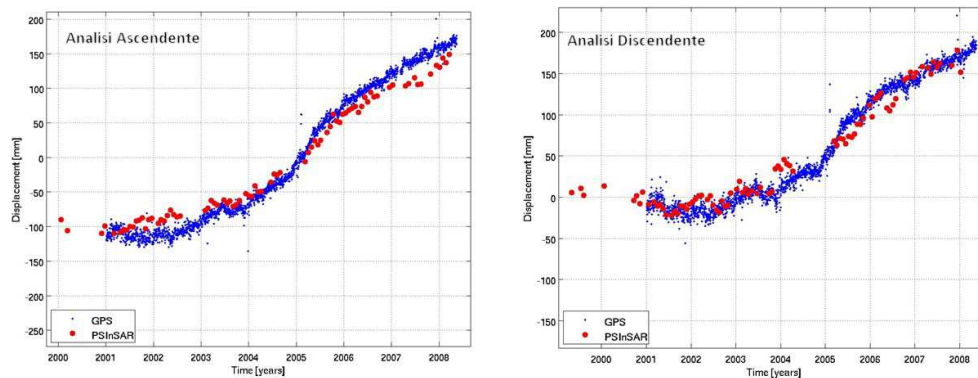 Analisi Ascendente
Displacement [mm]
200
150
100
50
0
-50
-100
-150
-200
-250
GPS
PSInSAR
2000 2001 2002 2003 2004 2005 2006 2007 2008
Time [years]
Analisi Discendente
Displacement [mm]
200
150
100
50
0
-50
-100
-150
GPS
PSInSAR
2000 2001 2002 2003 2004 2005 2006 2007 2008
Time [years]